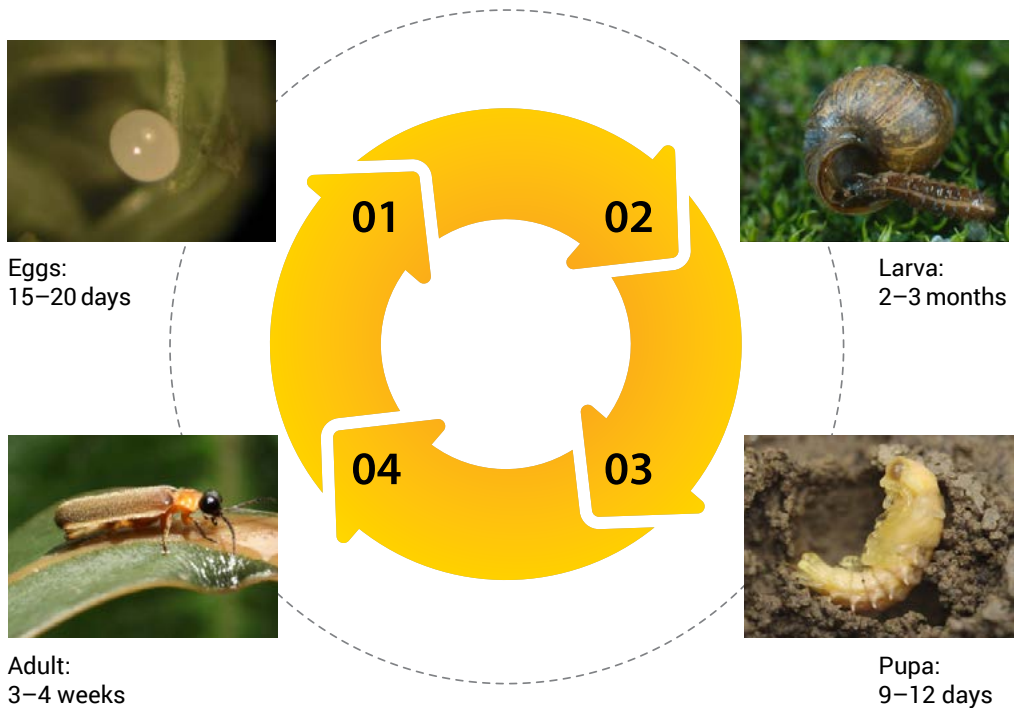 01
Eggs:
15–20 days
02
Larva:
2–3 months
03
Pupa:
9–12 days
04
Adult:
3–4 weeks